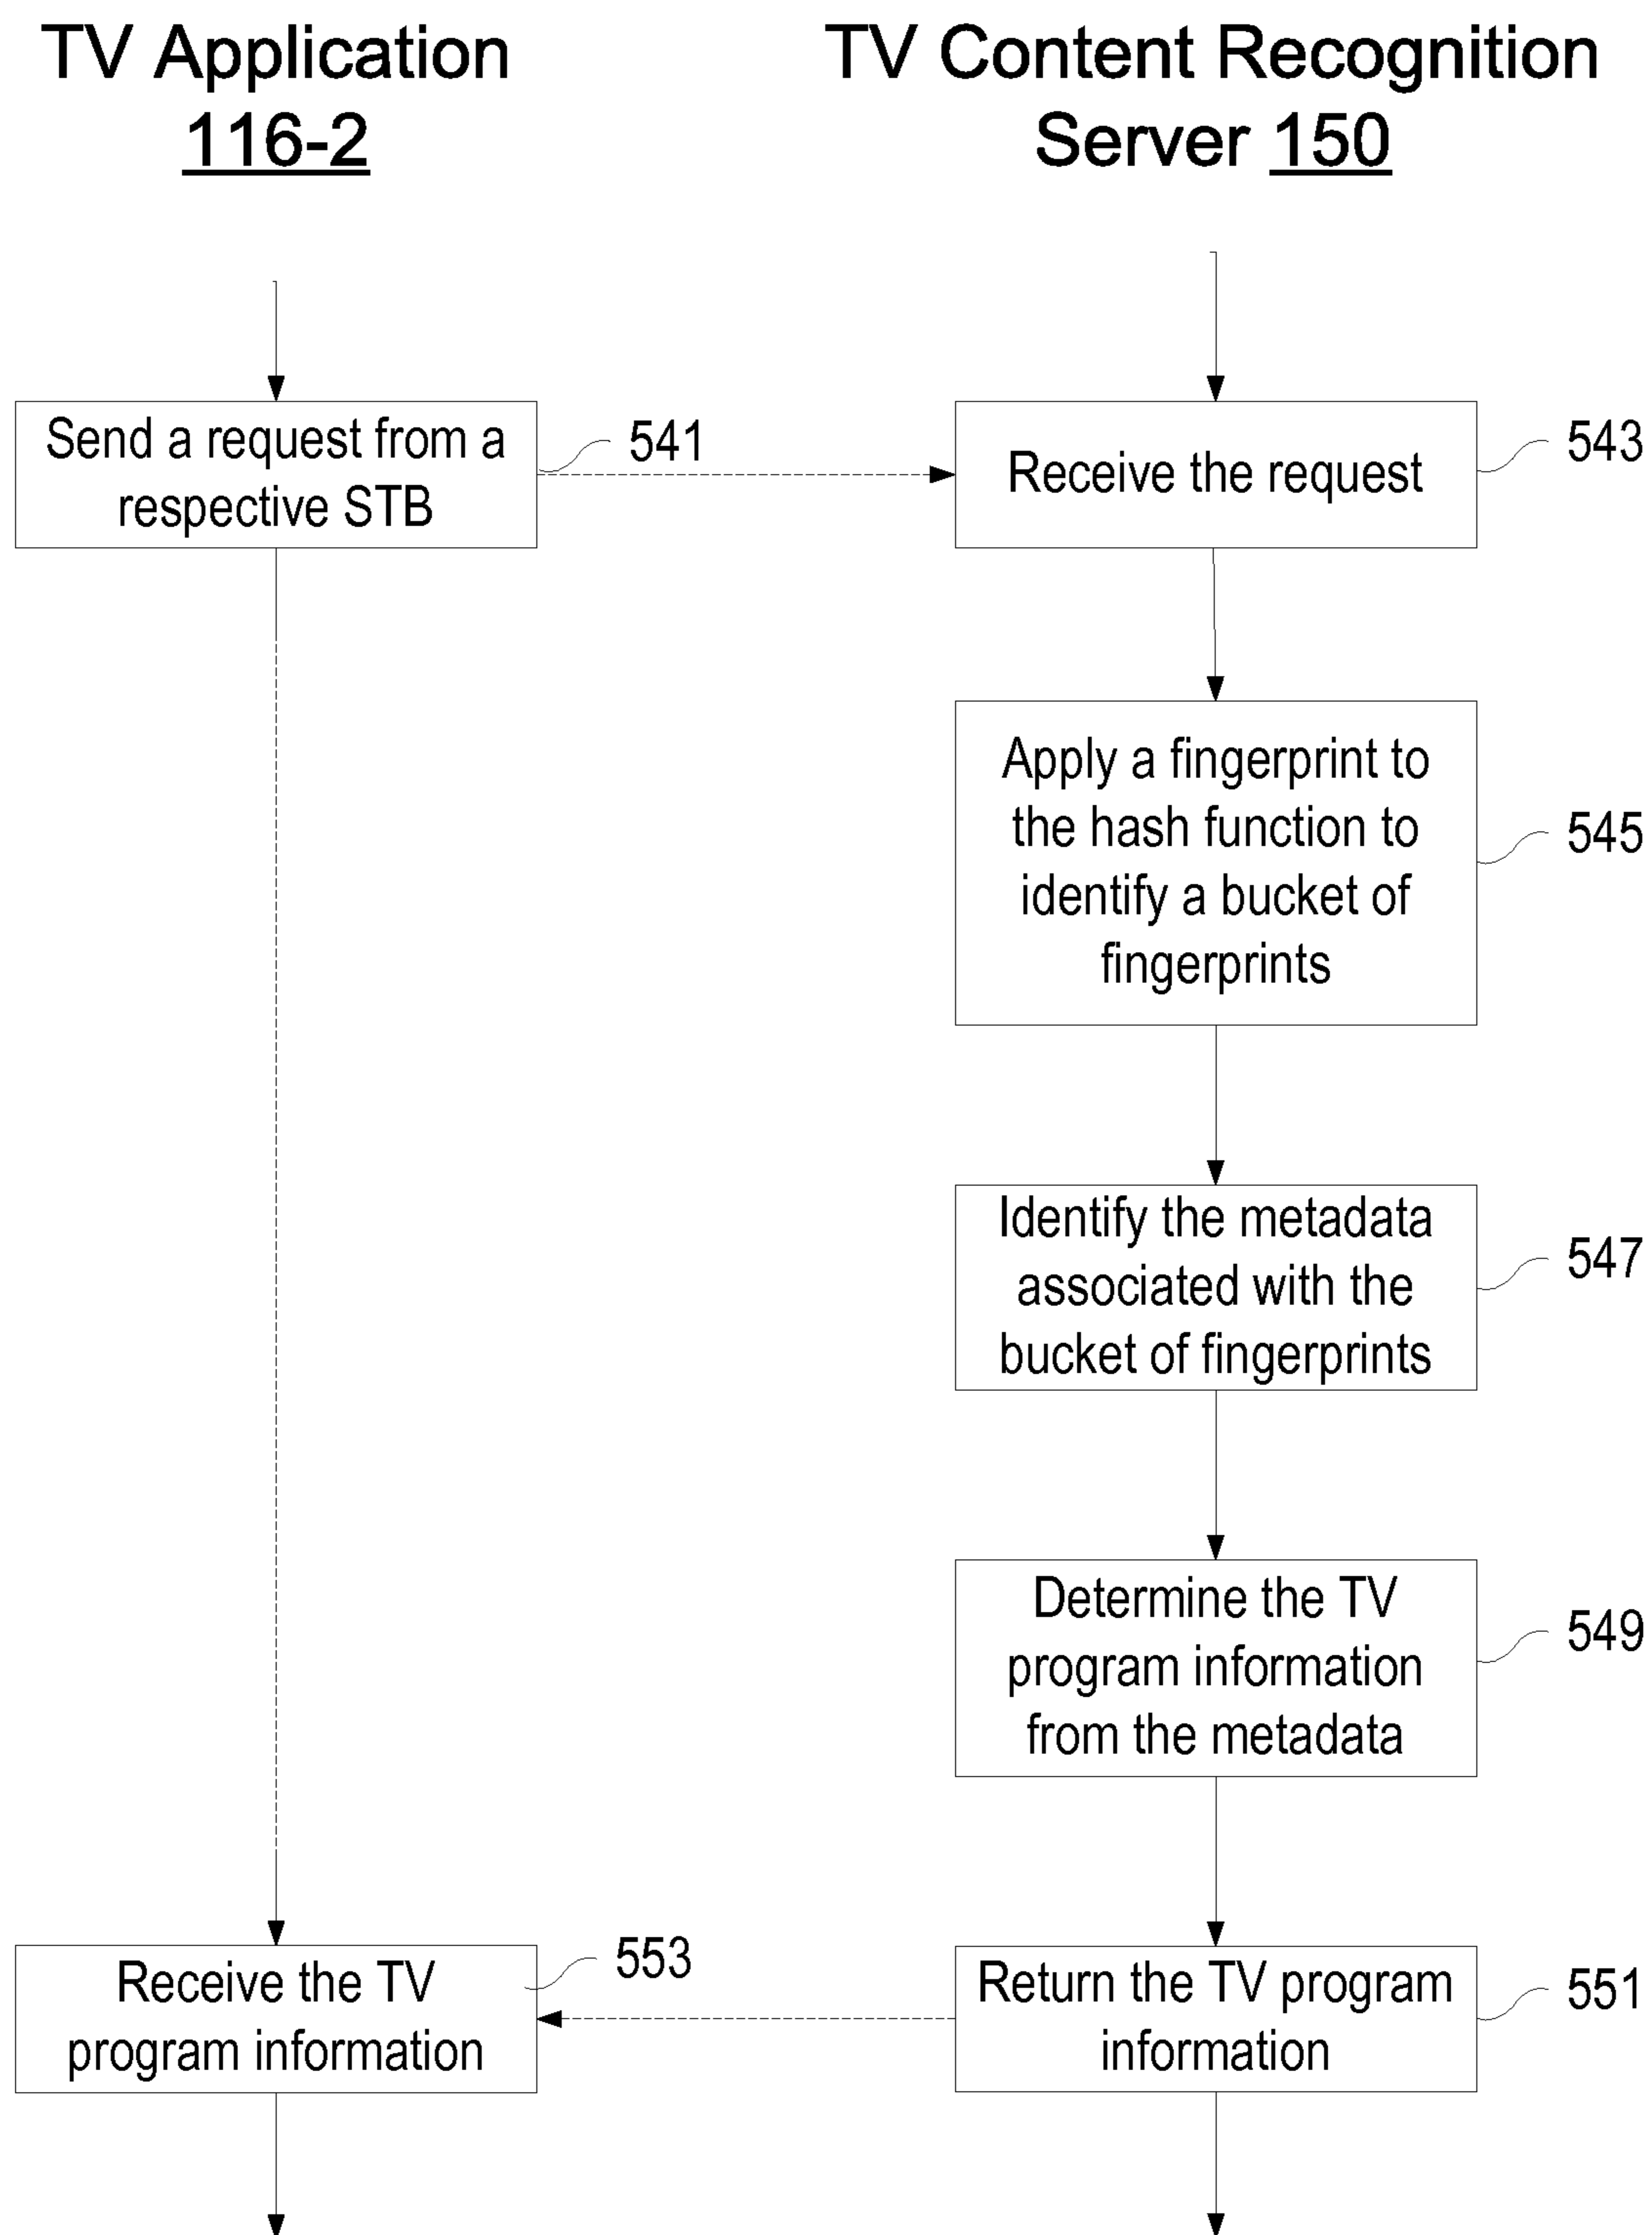 TV Application
116-2
TV Content Recognition
Server 150
Send a request from a
respective STB
541
Receive the request
543
Apply a fingerprint to
the hash function to
identify a bucket of
fingerprints
545
Identify the metadata
associated with the
bucket of fingerprints
547
Determine the TV
program information
from the metadata
549
Receive the TV
program information
553
Return the TV program
information
551